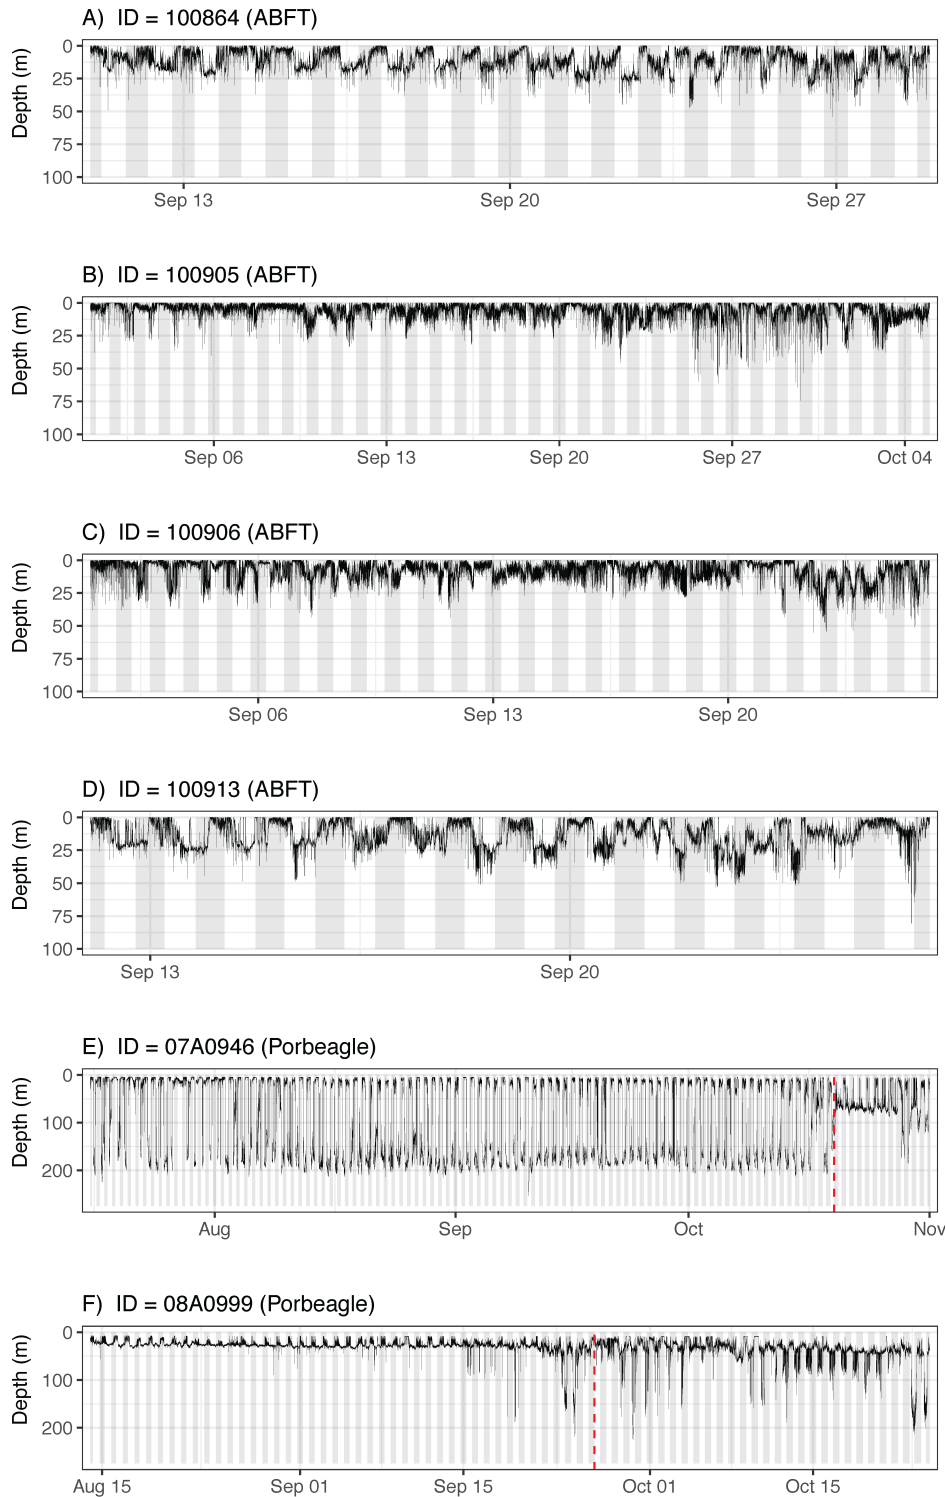 A) ID = 100864 (ABFT)
Depth (m)
0
25
50
75
100
Sep 13 Sep 20 Sep 27
B) ID = 100905 (ABFT)
Depth (m)
0
25
50
75
100
Sep 06 Sep 13 Sep 20 Sep 27 Oct 04
C) ID = 100906 (ABFT)
Depth (m)
0
25
50
75
100
Sep 06 Sep 13 Sep 20
D) ID = 100913 (ABFT)
Depth (m)
0
25
50
75
100
Sep 13 Sep 20
E) ID = 07A0946 (Porbeagle)
Depth (m)
0
100
200
Aug Sep Oct Nov
F) ID = 08A0999 (Porbeagle)
Depth (m)
0
100
200
Aug 15 Sep 01 Sep 15 Oct 01 Oct 15